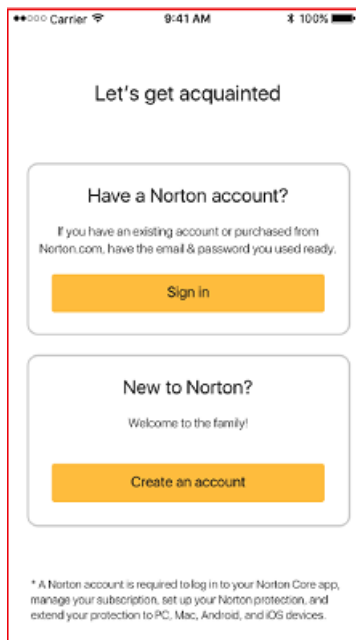 Carrier 9:41 AM 100%
Let's get acquainted
Have a Norton account?
If you have an existing account or purchased from
Norton.com, have the email & password you used ready.
Sign in
New to Norton?
Welcome to the family!
Create an account
* A Norton account is required to log in to your Norton Core app,
manage your subscription, set up your Norton protection, and
extend your protection to PC, Mac, Android, and iOS devices.